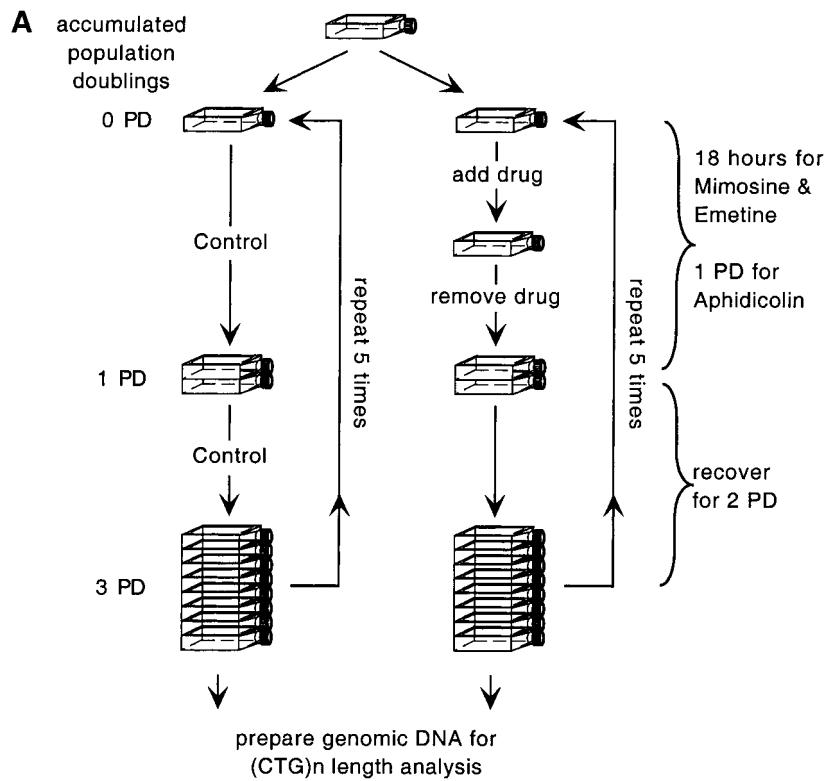 A
accumulated
population
doublings
0 PD
add drug
18 hours for
Mimosine &
Emetine
Control
remove drug
1 PD for
Aphidicolin
repeat 5 times
repeat 5 times
1 PD
Control
recover
for 2 PD
3 PD
prepare genomic DNA for
(CTG)n length analysis